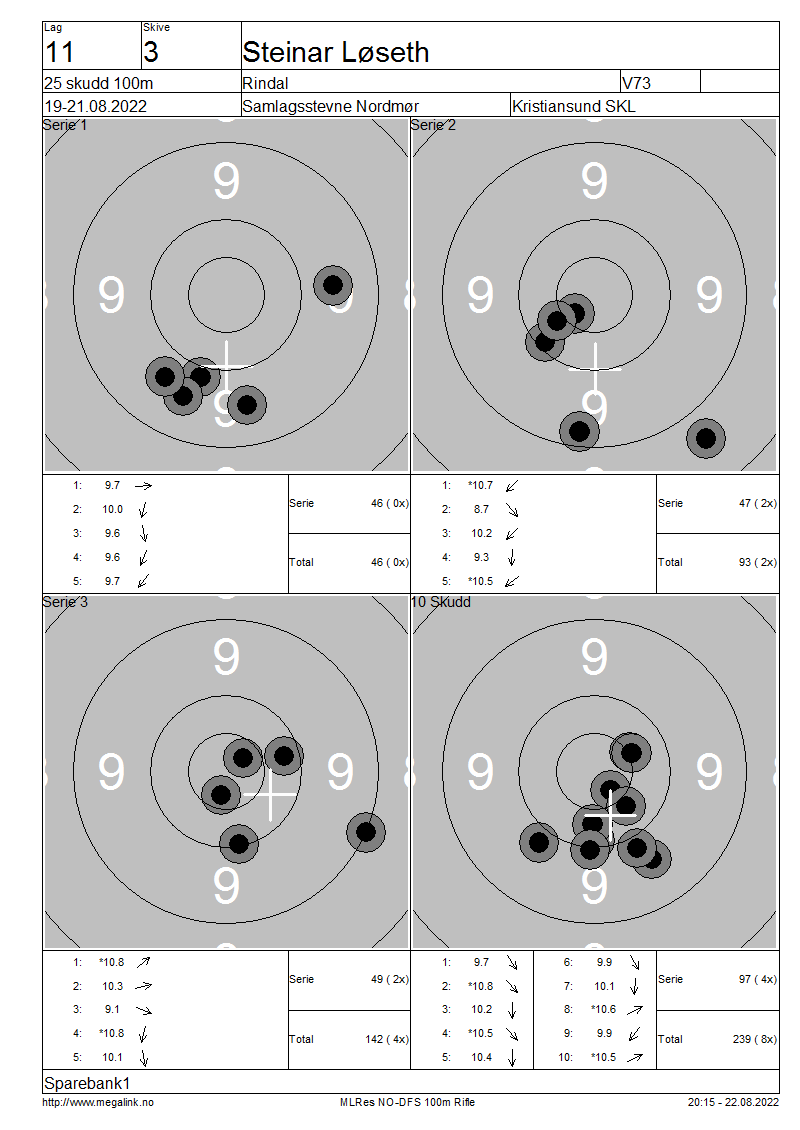 Lag Skive
11 3 Steinar Løseth
25 skudd 100m Rindal V73
19-21.08.2022 Samlagsstevne Nordmør Kristiansund SKL
Serie 1 Serie 2
9 9
9 9 8 9 9 8
9 9
1: 9.7 1: *10.7
2: 10.0 Serie 46 ( 0x) 2: 8.7 Serie 47 ( 2x)
3: 9.6 3: 10.2
4: 9.6 Total 46 ( 0x) 4: 9.3 Total 93 ( 2x)
5: 9.7 5: *10.5
Serie 3 10 Skudd
9 9
9 9 8 9 9 8
9 9
1: *10.8 1: 9.7 6: 9.9
2: 10.3 Serie 49 ( 2x) 2: *10.8 7: 10.1 Serie 97 ( 4x)
3: 9.1 3: 10.2 8: *10.6
4: *10.8 Total 142 ( 4x) 4: *10.5 9: 9.9 Total 239 ( 8x)
5: 10.1 5: 10.4 10: *10.5
Sparebank1
http://www.megalink.no MLRes NO-DFS 100m Rifle 20:15 - 22.08.2022